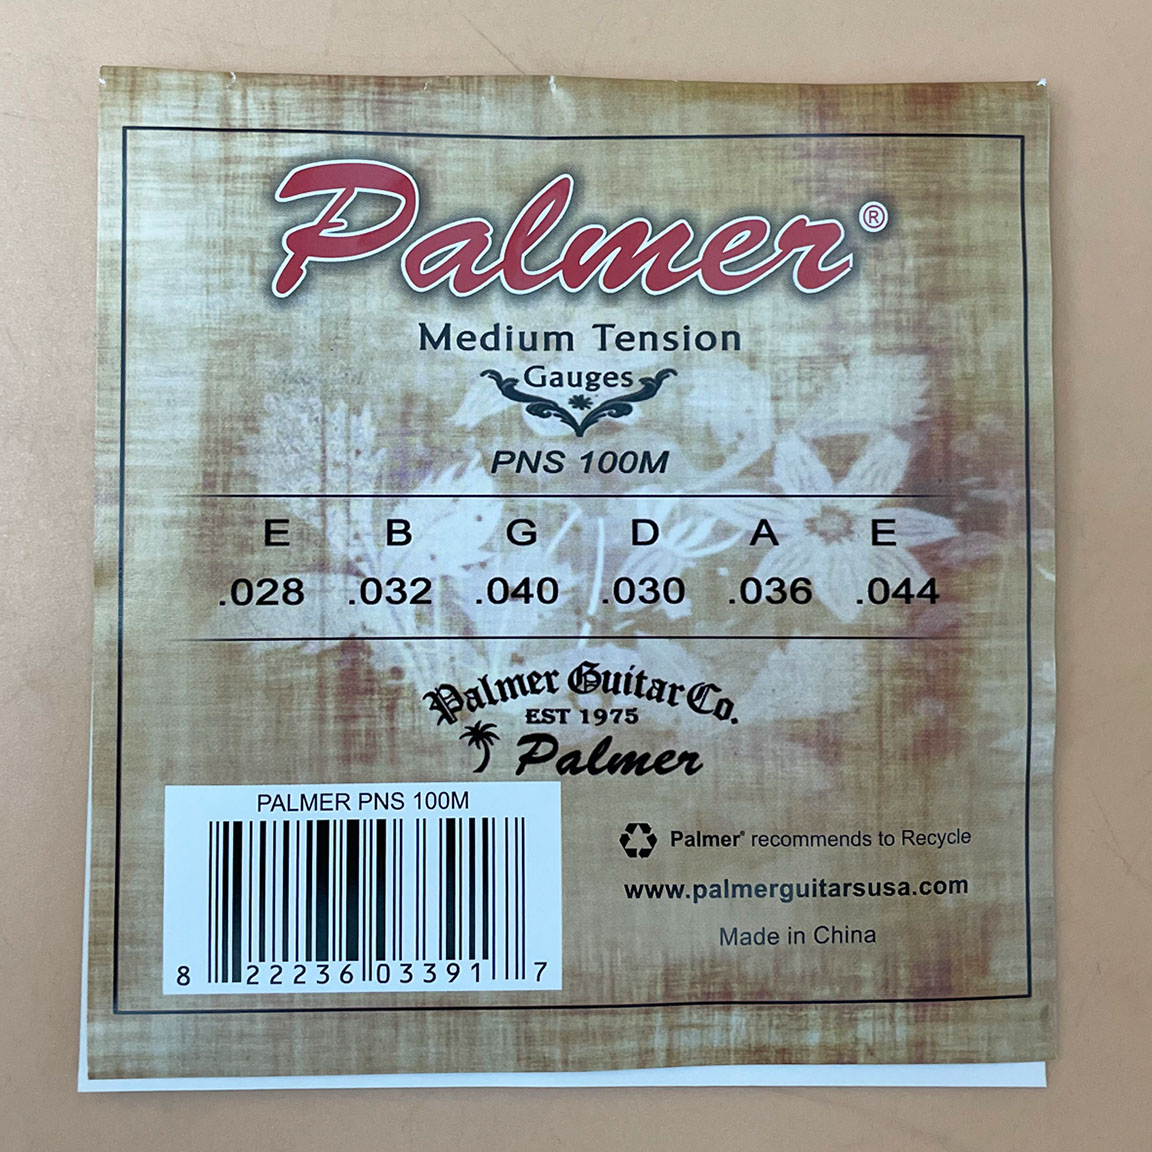 Palmer®
Medium Tension
Gauges
PNS 100M
E B G D A E
.028 .032 .040 .030 .036 .044
Palmer Guitar Co.
EST 1975
Palmer
PALMER PNS 100M
8 22236 03391 7
Palmer® recommends to Recycle
www.palmerguitarsusa.com
Made in China